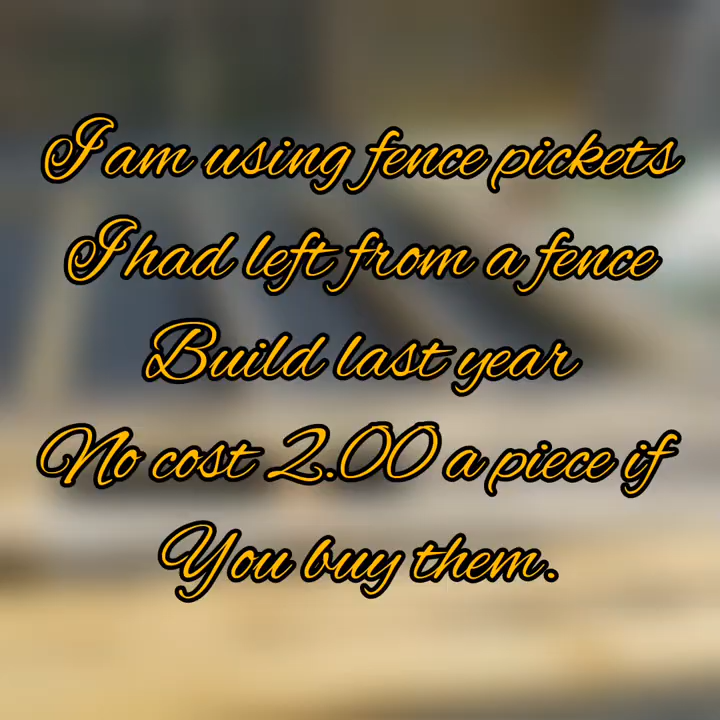 I am using fence pickets
I had left from a fence
Build last year
No cost 2.00 a piece if
You buy them.